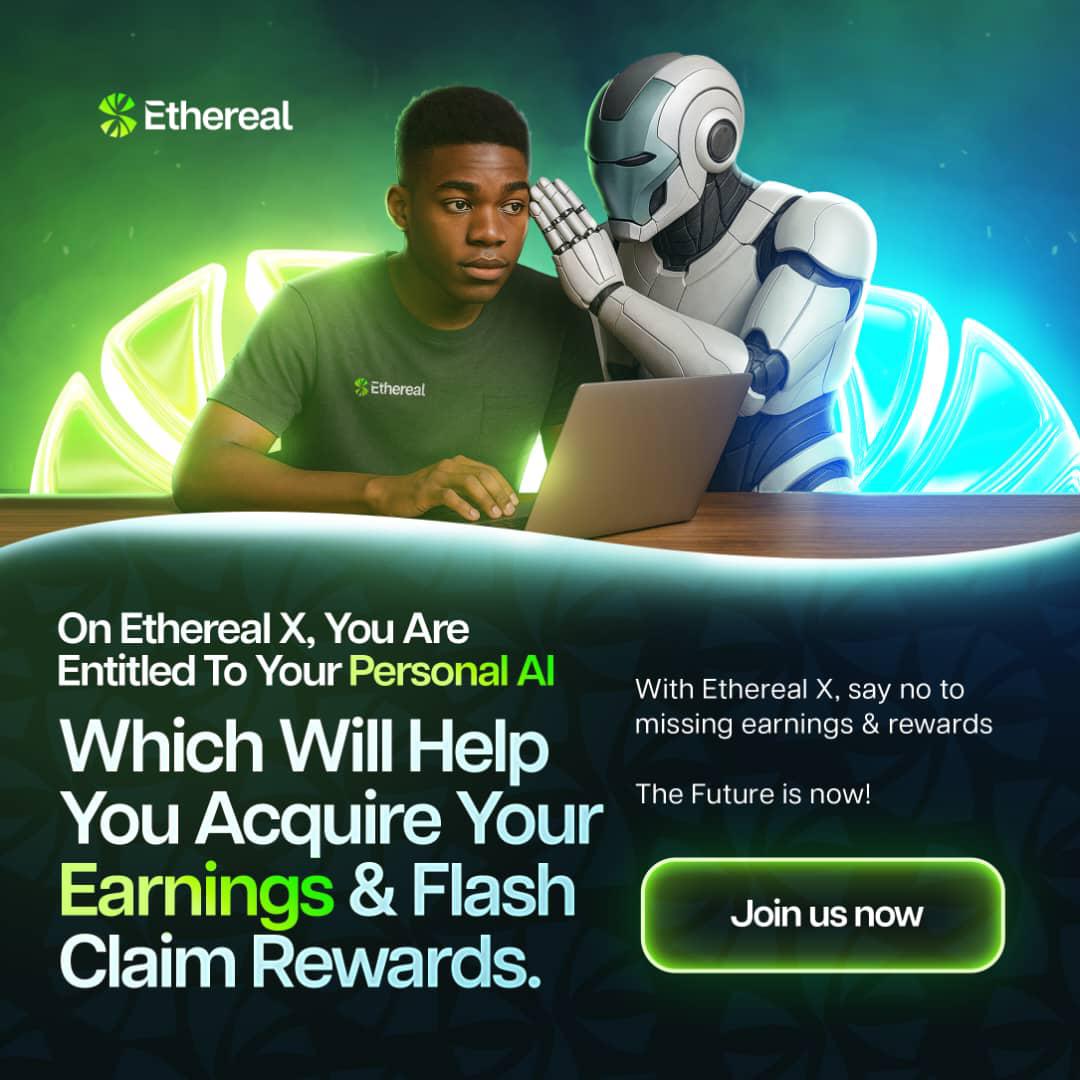 Ethereal
Ethereal
On Ethereal X, You Are
Entitled To Your Personal AI
Which Will Help
You Acquire Your
Earnings & Flash
Claim Rewards.
With Ethereal X, say no to
missing earnings & rewards
The Future is now!
Join us now